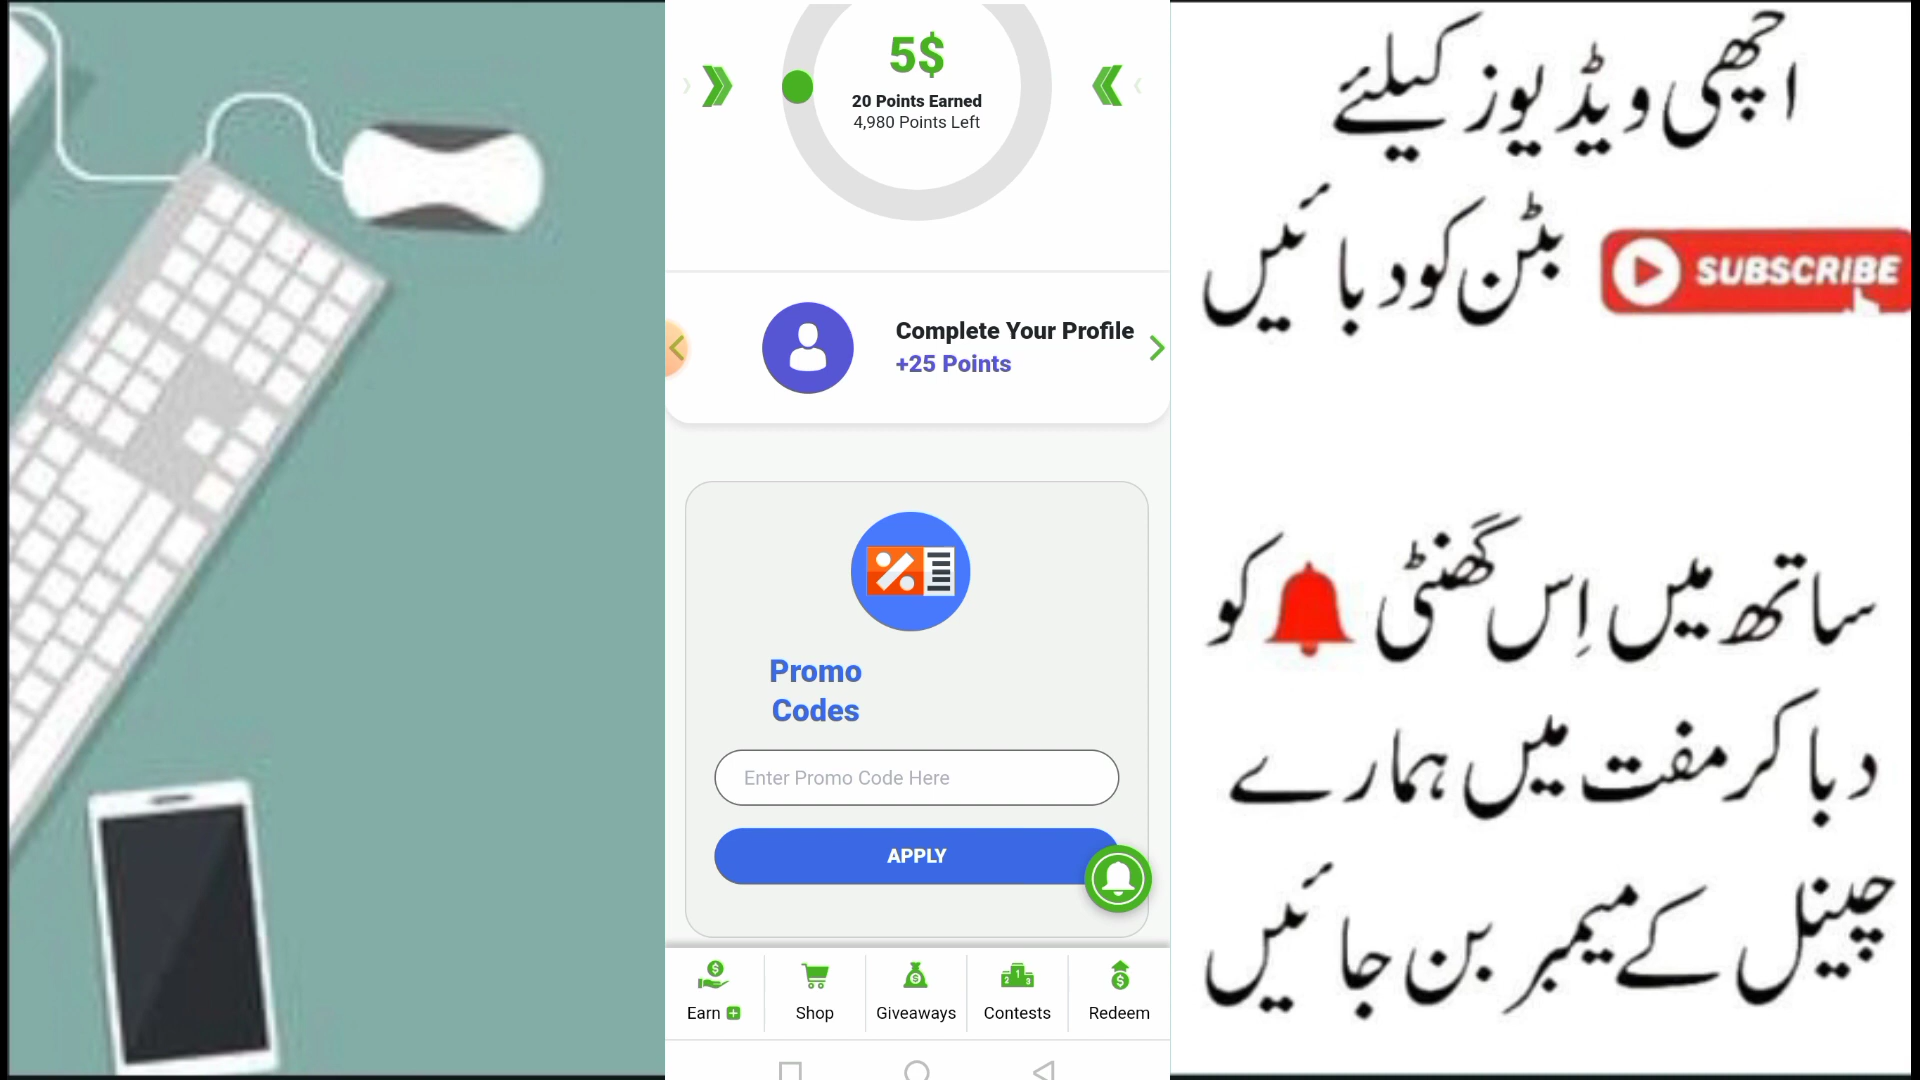 5$
20 Points Earned
4,980 Points Left
Complete Your Profile
+25 Points
Promo
Codes
Enter Promo Code Here
APPLY
Earn
Shop
Giveaways
Contests
Redeem
اچھی ویڈیوز کیلئے
SUBSCRIBE بٹن کو دبائیں
ساتھ میں اِس گھنٹی کو
دبا کر مفت میں ہمارے
چینل کے میمبر بن جائیں